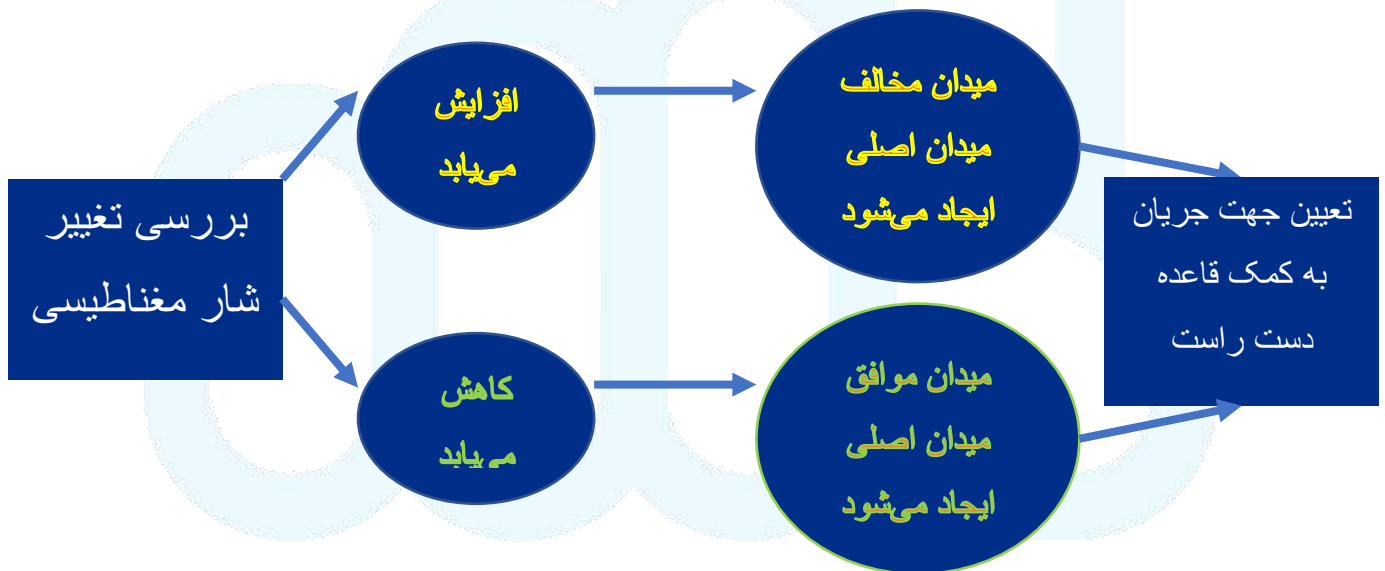 بررسی تغییر
شار مغناطیسی
افزایش
می‌یابد
میدان مخالف
میدان اصلی
ایجاد می‌شود
کاهش
می‌یابد
میدان موافق
میدان اصلی
ایجاد می‌شود
تعیین جهت جریان
به کمک قاعده
دست راست